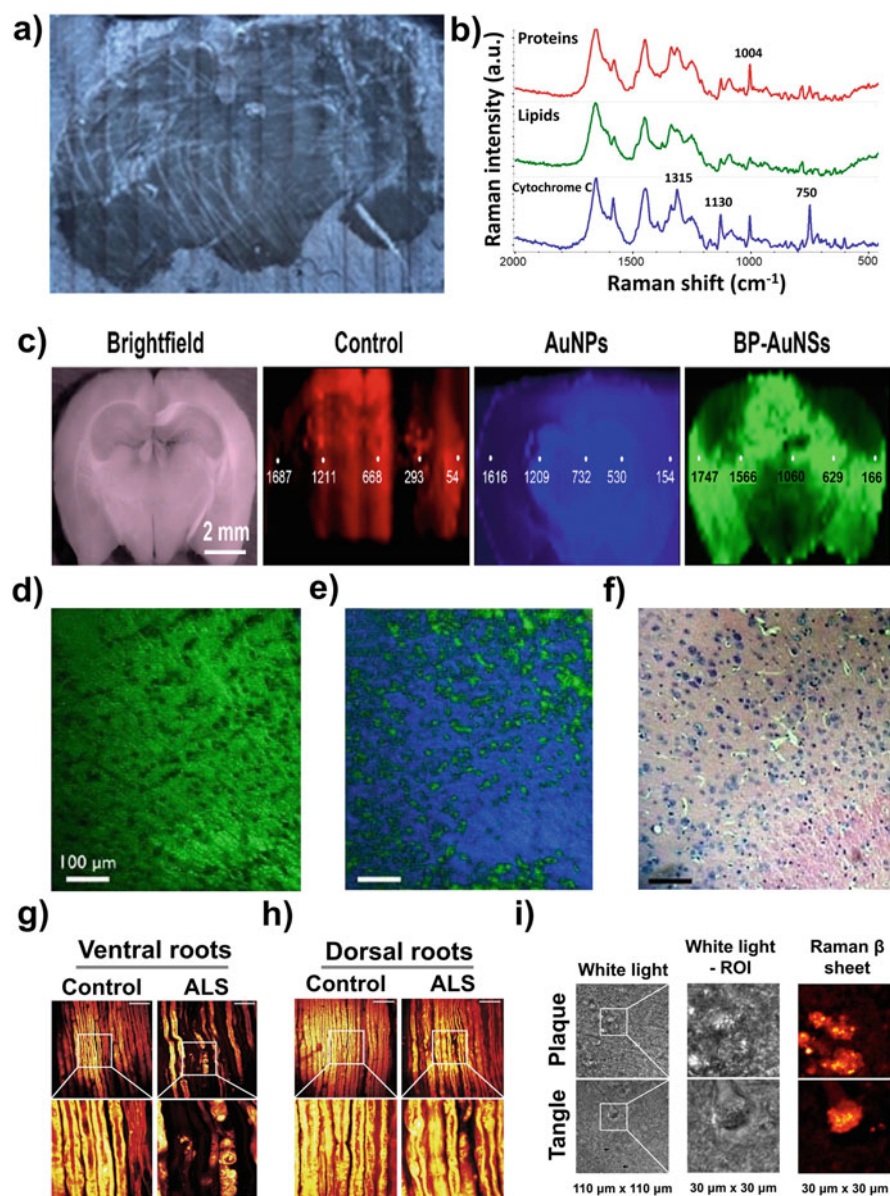 a)
b)
Raman intensity (a.u.)
Proteins
1004
Lipids
Cytochrome C
1315
1130
750
2000
1500
1000
500
Raman shift (cm⁻¹)
c)
Brightfield
Control
AuNPs
BP-AuNSs
2 mm
1687 1211 668 293 54
1616 1209 732 530 154
1747 1566 1060 629 166
d)
e)
f)
100 µm
g)
Ventral roots
Control ALS
h)
Dorsal roots
Control ALS
i)
White light
White light
- ROI
Raman β
sheet
Plaque
Tangle
110 µm x 110 µm
30 µm x 30 µm
30 µm x 30 µm